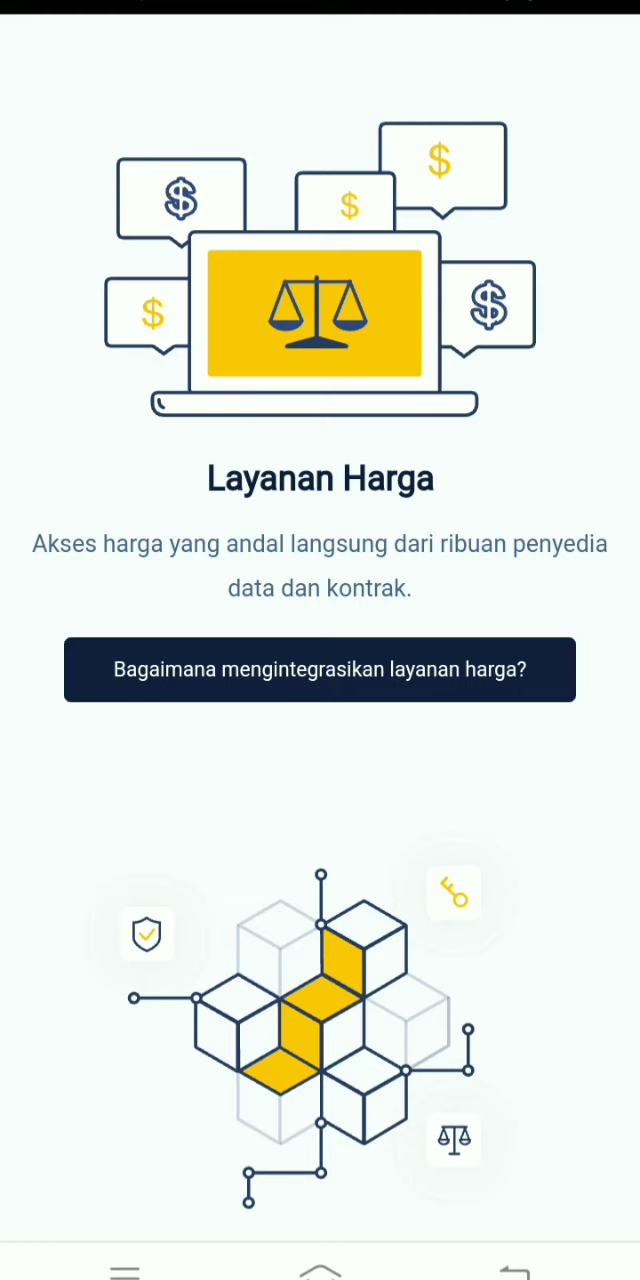 $
$
$
$
$
Layanan Harga
Akses harga yang andal langsung dari ribuan penyedia
data dan kontrak.
Bagaimana mengintegrasikan layanan harga?